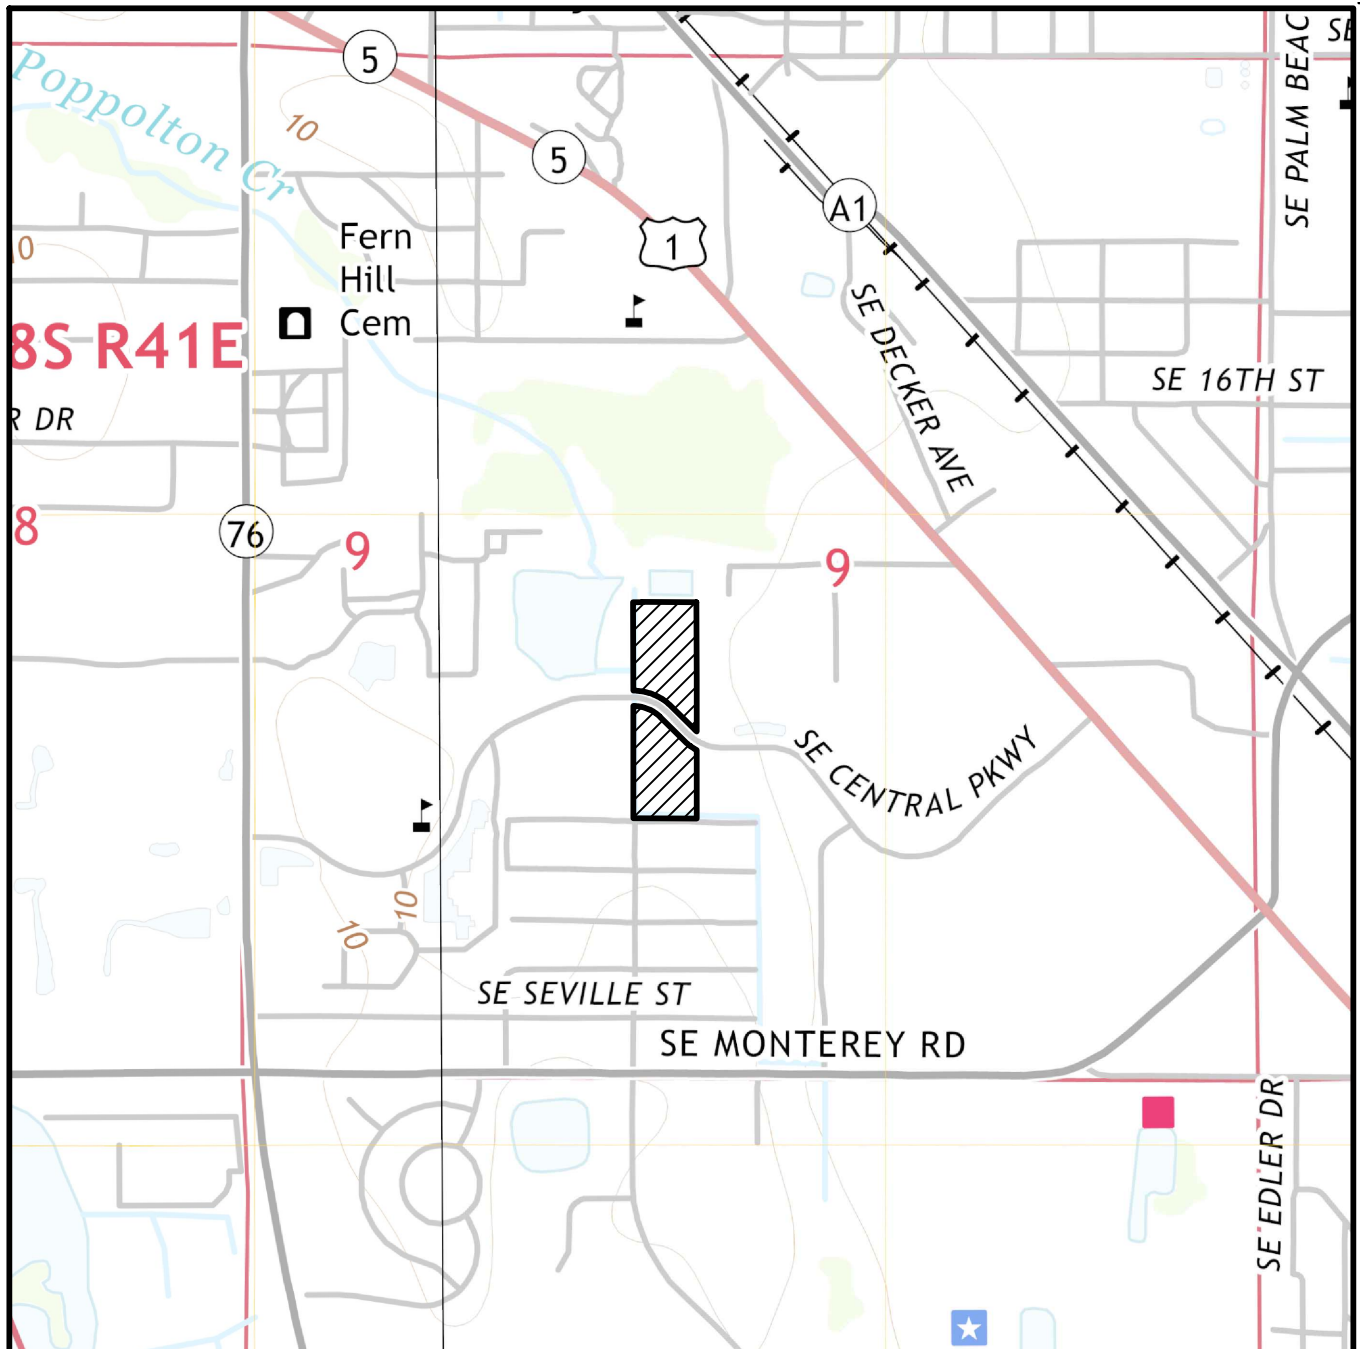 5
SE
Poppolton Cr
10
SE PALM BEAC
5
A1
Fern
Hill
Cem
1
0
SE DECKER AVE
8S R41E
SE 16TH ST
R DR
8
76
9
9
SE CENTRAL PKWY
10
10
SE SEVILLE ST
SE MONTEREY RD
SE EDLER DR